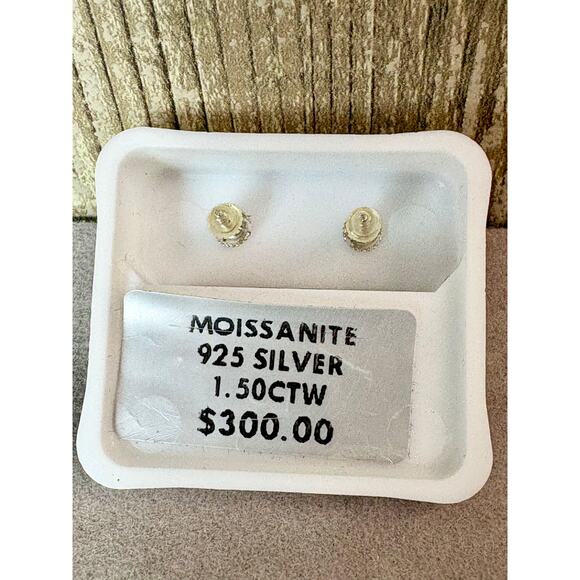 MOISSANITE
925 SILVER
1.50CTW
$300.00